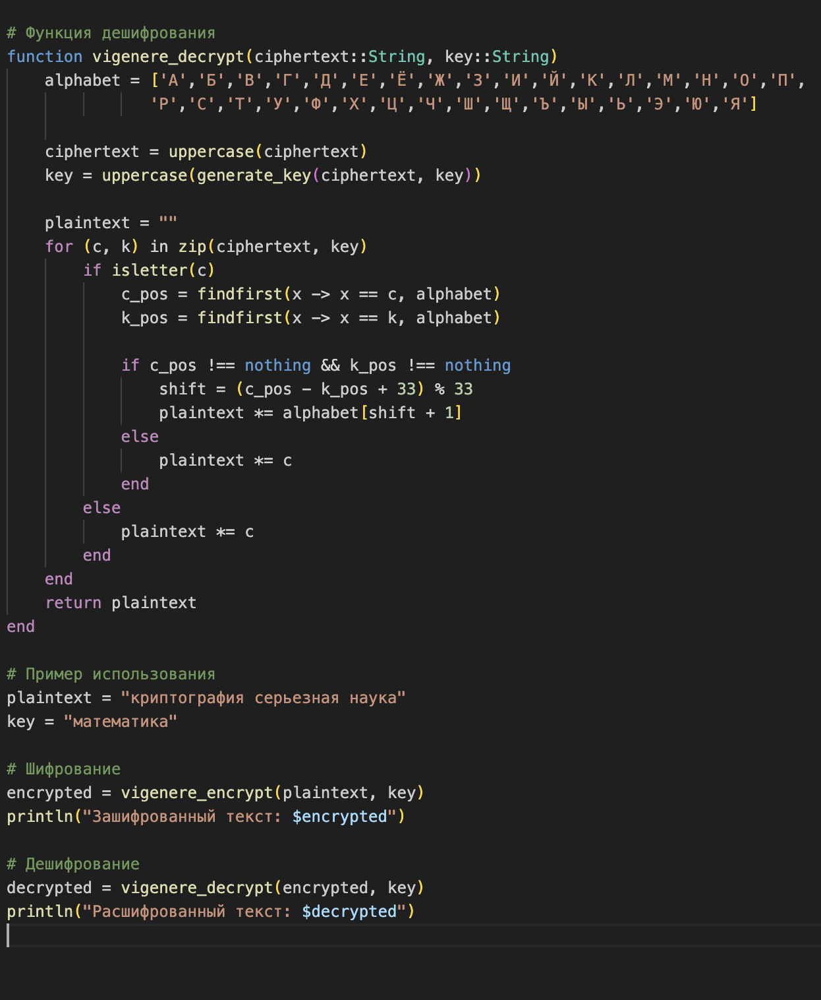 # Функция дешифрования
function vigenere_decrypt(ciphertext::String, key::String)
    alphabet = ['А','Б','В','Г','Д','Е','Ё','Ж','З','И','Й','К','Л','М','Н','О','П',
               'Р','С','Т','У','Ф','Х','Ц','Ч','Ш','Щ','Ъ','Ы','Ь','Э','Ю','Я']
    ciphertext = uppercase(ciphertext)
    key = uppercase(generate_key(ciphertext, key))
    plaintext = ""
    for (c, k) in zip(ciphertext, key)
        if isletter(c)
            c_pos = findfirst(x -> x == c, alphabet)
            k_pos = findfirst(x -> x == k, alphabet)
            if c_pos !== nothing && k_pos !== nothing
                shift = (c_pos - k_pos + 33) % 33
                plaintext *= alphabet[shift + 1]
            else
                plaintext *= c
            end
        else
            plaintext *= c
        end
    end
    return plaintext
end
# Пример использования
plaintext = "криптография серьезная наука"
key = "математика"
# Шифрование
encrypted = vigenere_encrypt(plaintext, key)
println("Зашифрованный текст: $encrypted")
# Дешифрование
decrypted = vigenere_decrypt(encrypted, key)
println("Расшифрованный текст: $decrypted")